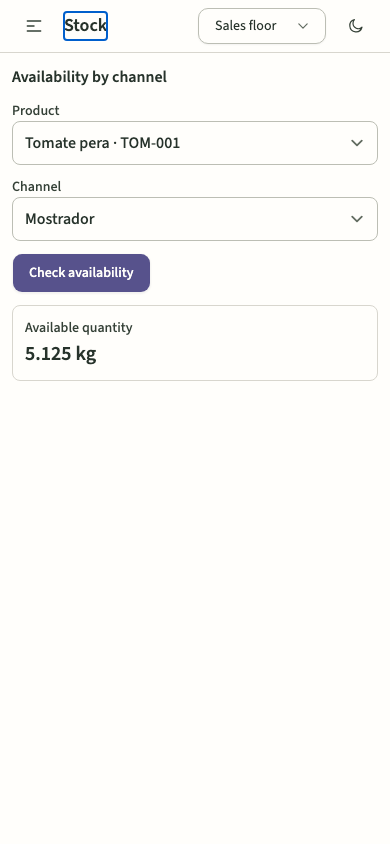 Stock
Sales floor
Availability by channel
Product
Tomate pera · TOM-001
Channel
Mostrador
Check availability
Available quantity
5.125 kg